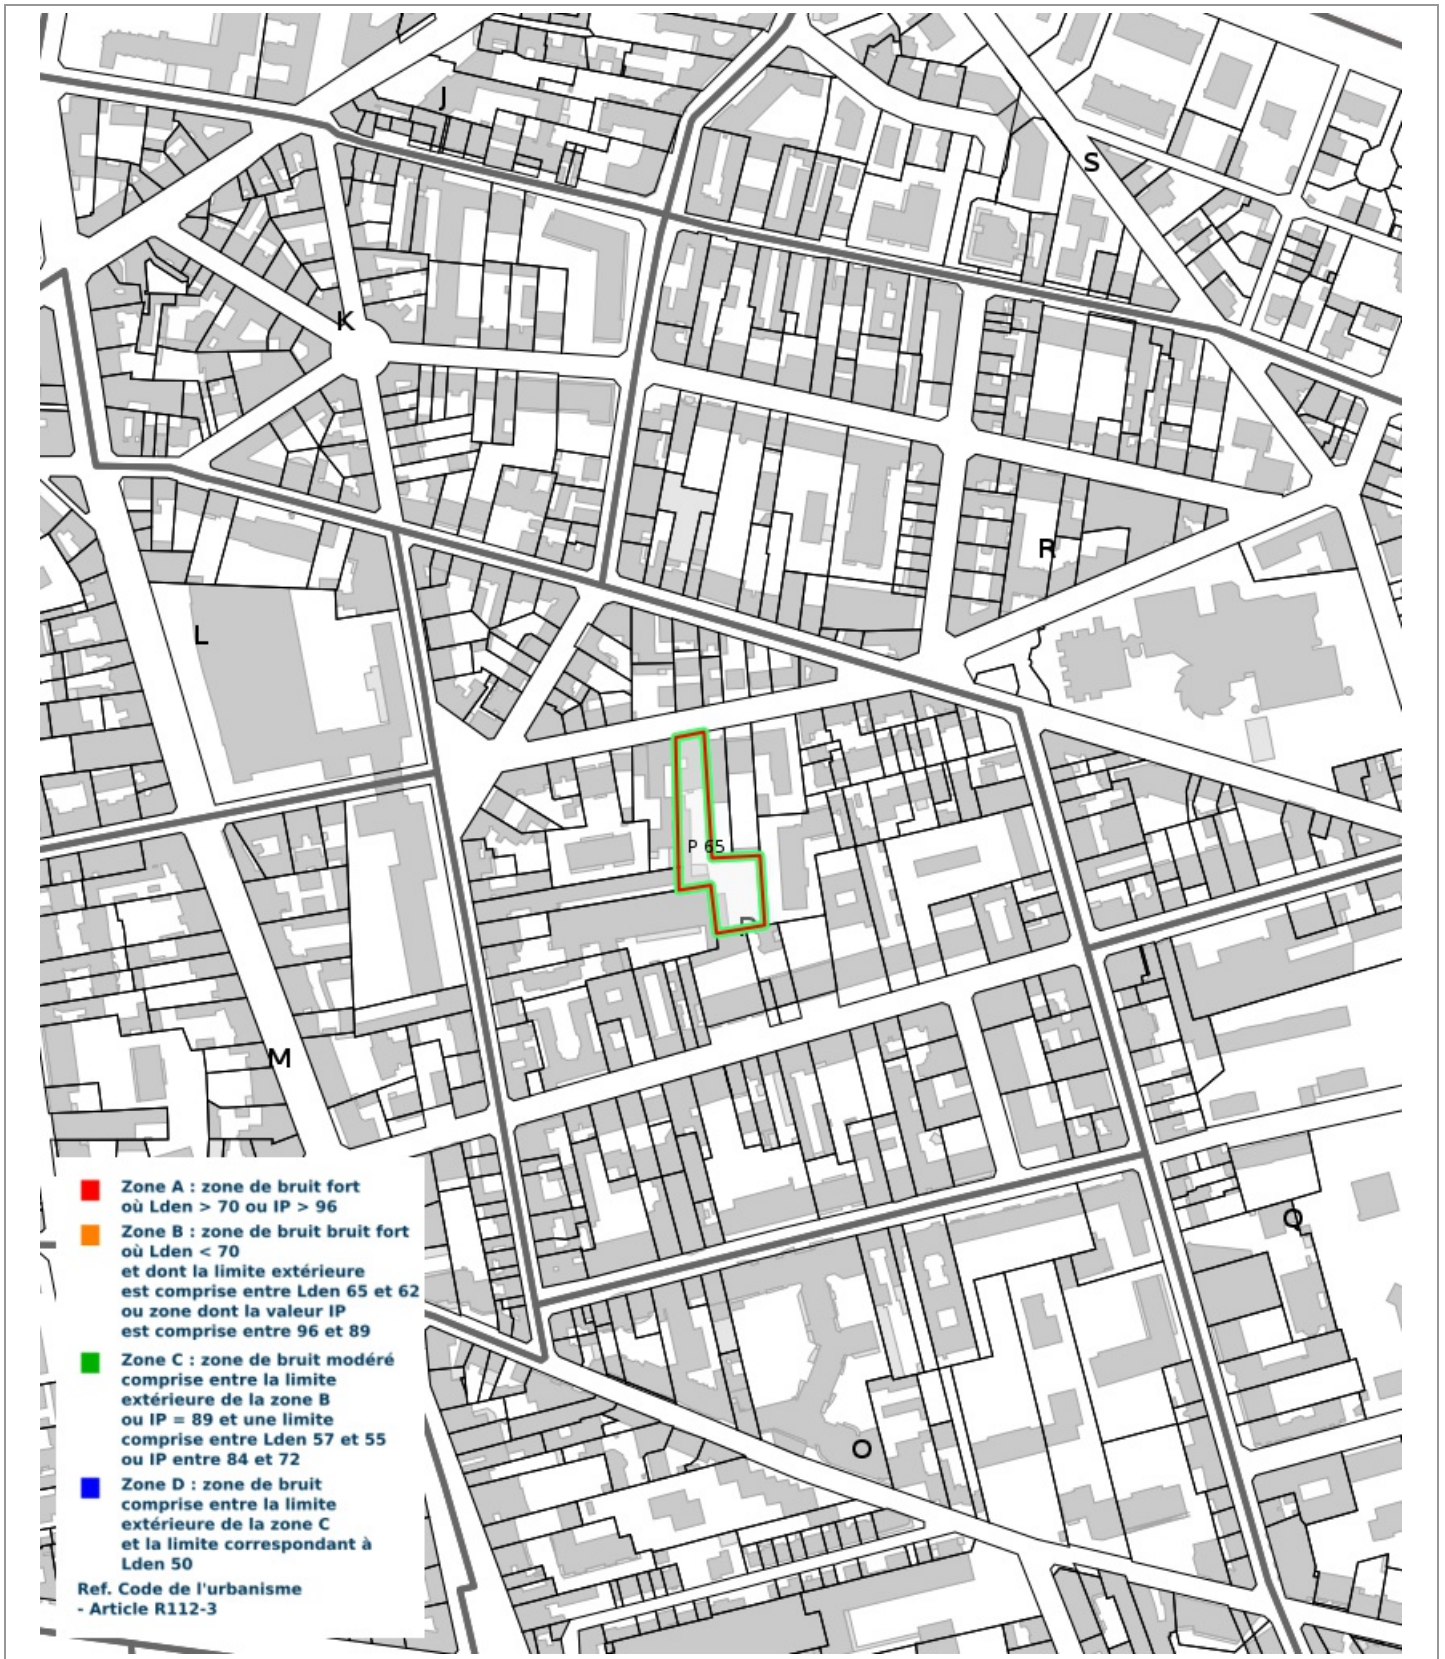 J
S
K
R
L
P 65
P
M
Q
O
Zone A : zone de bruit fort
où Lden > 70 ou IP > 96
Zone B : zone de bruit bruit fort
où Lden < 70
et dont la limite extérieure
est comprise entre Lden 65 et 62
ou zone dont la valeur IP
est comprise entre 96 et 89
Zone C : zone de bruit modéré
comprise entre la limite
extérieure de la zone B
ou IP = 89 et une limite
comprise entre Lden 57 et 55
ou IP entre 84 et 72
Zone D : zone de bruit
comprise entre la limite
extérieure de la zone C
et la limite correspondant à
Lden 50
Ref. Code de l'urbanisme
- Article R112-3